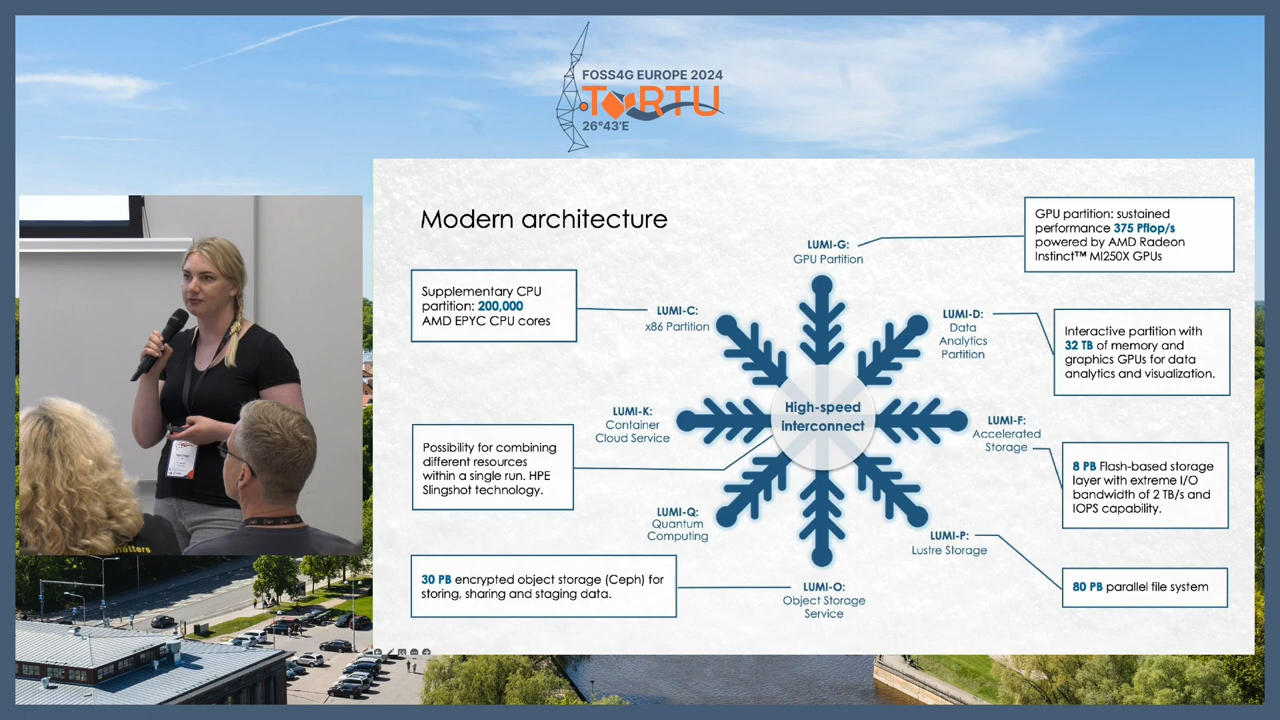 FOSS4G EUROPE 2024
TORTU
26°43'E
Modern architecture
GPU partition: sustained
performance 375 Pflop/s
powered by AMD Radeon
Instinct™ MI250X GPUs
LUMI-G:
GPU Partition
Supplementary CPU
partition: 200,000
AMD EPYC CPU cores
LUMI-C:
x86 Partition
LUMI-D:
Data
Analytics
Partition
Interactive partition with
32 TB of memory and
graphics GPUs for data
analytics and visualization.
High-speed
interconnect
LUMI-K:
Container
Cloud Service
LUMI-F:
Accelerated
Storage
Possibility for combining
different resources
within a single run. HPE
Slingshot technology.
8 PB Flash-based storage
layer with extreme I/O
bandwidth of 2 TB/s and
IOPS capability.
LUMI-Q:
Quantum
Computing
LUMI-P:
Lustre Storage
30 PB encrypted object storage (Ceph) for
storing, sharing and staging data.
LUMI-O:
Object Storage
Service
80 PB parallel file system
matters